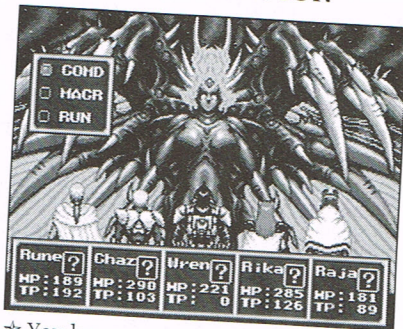 COMD
MACR
RUN
Rune ? Chaz ? Wren ? Rika ? Raja ?
HP:189 HP:290 HP:221 HP:285 HP:181
TP:192 TP:103 TP: 0 TP:126 TP: 89